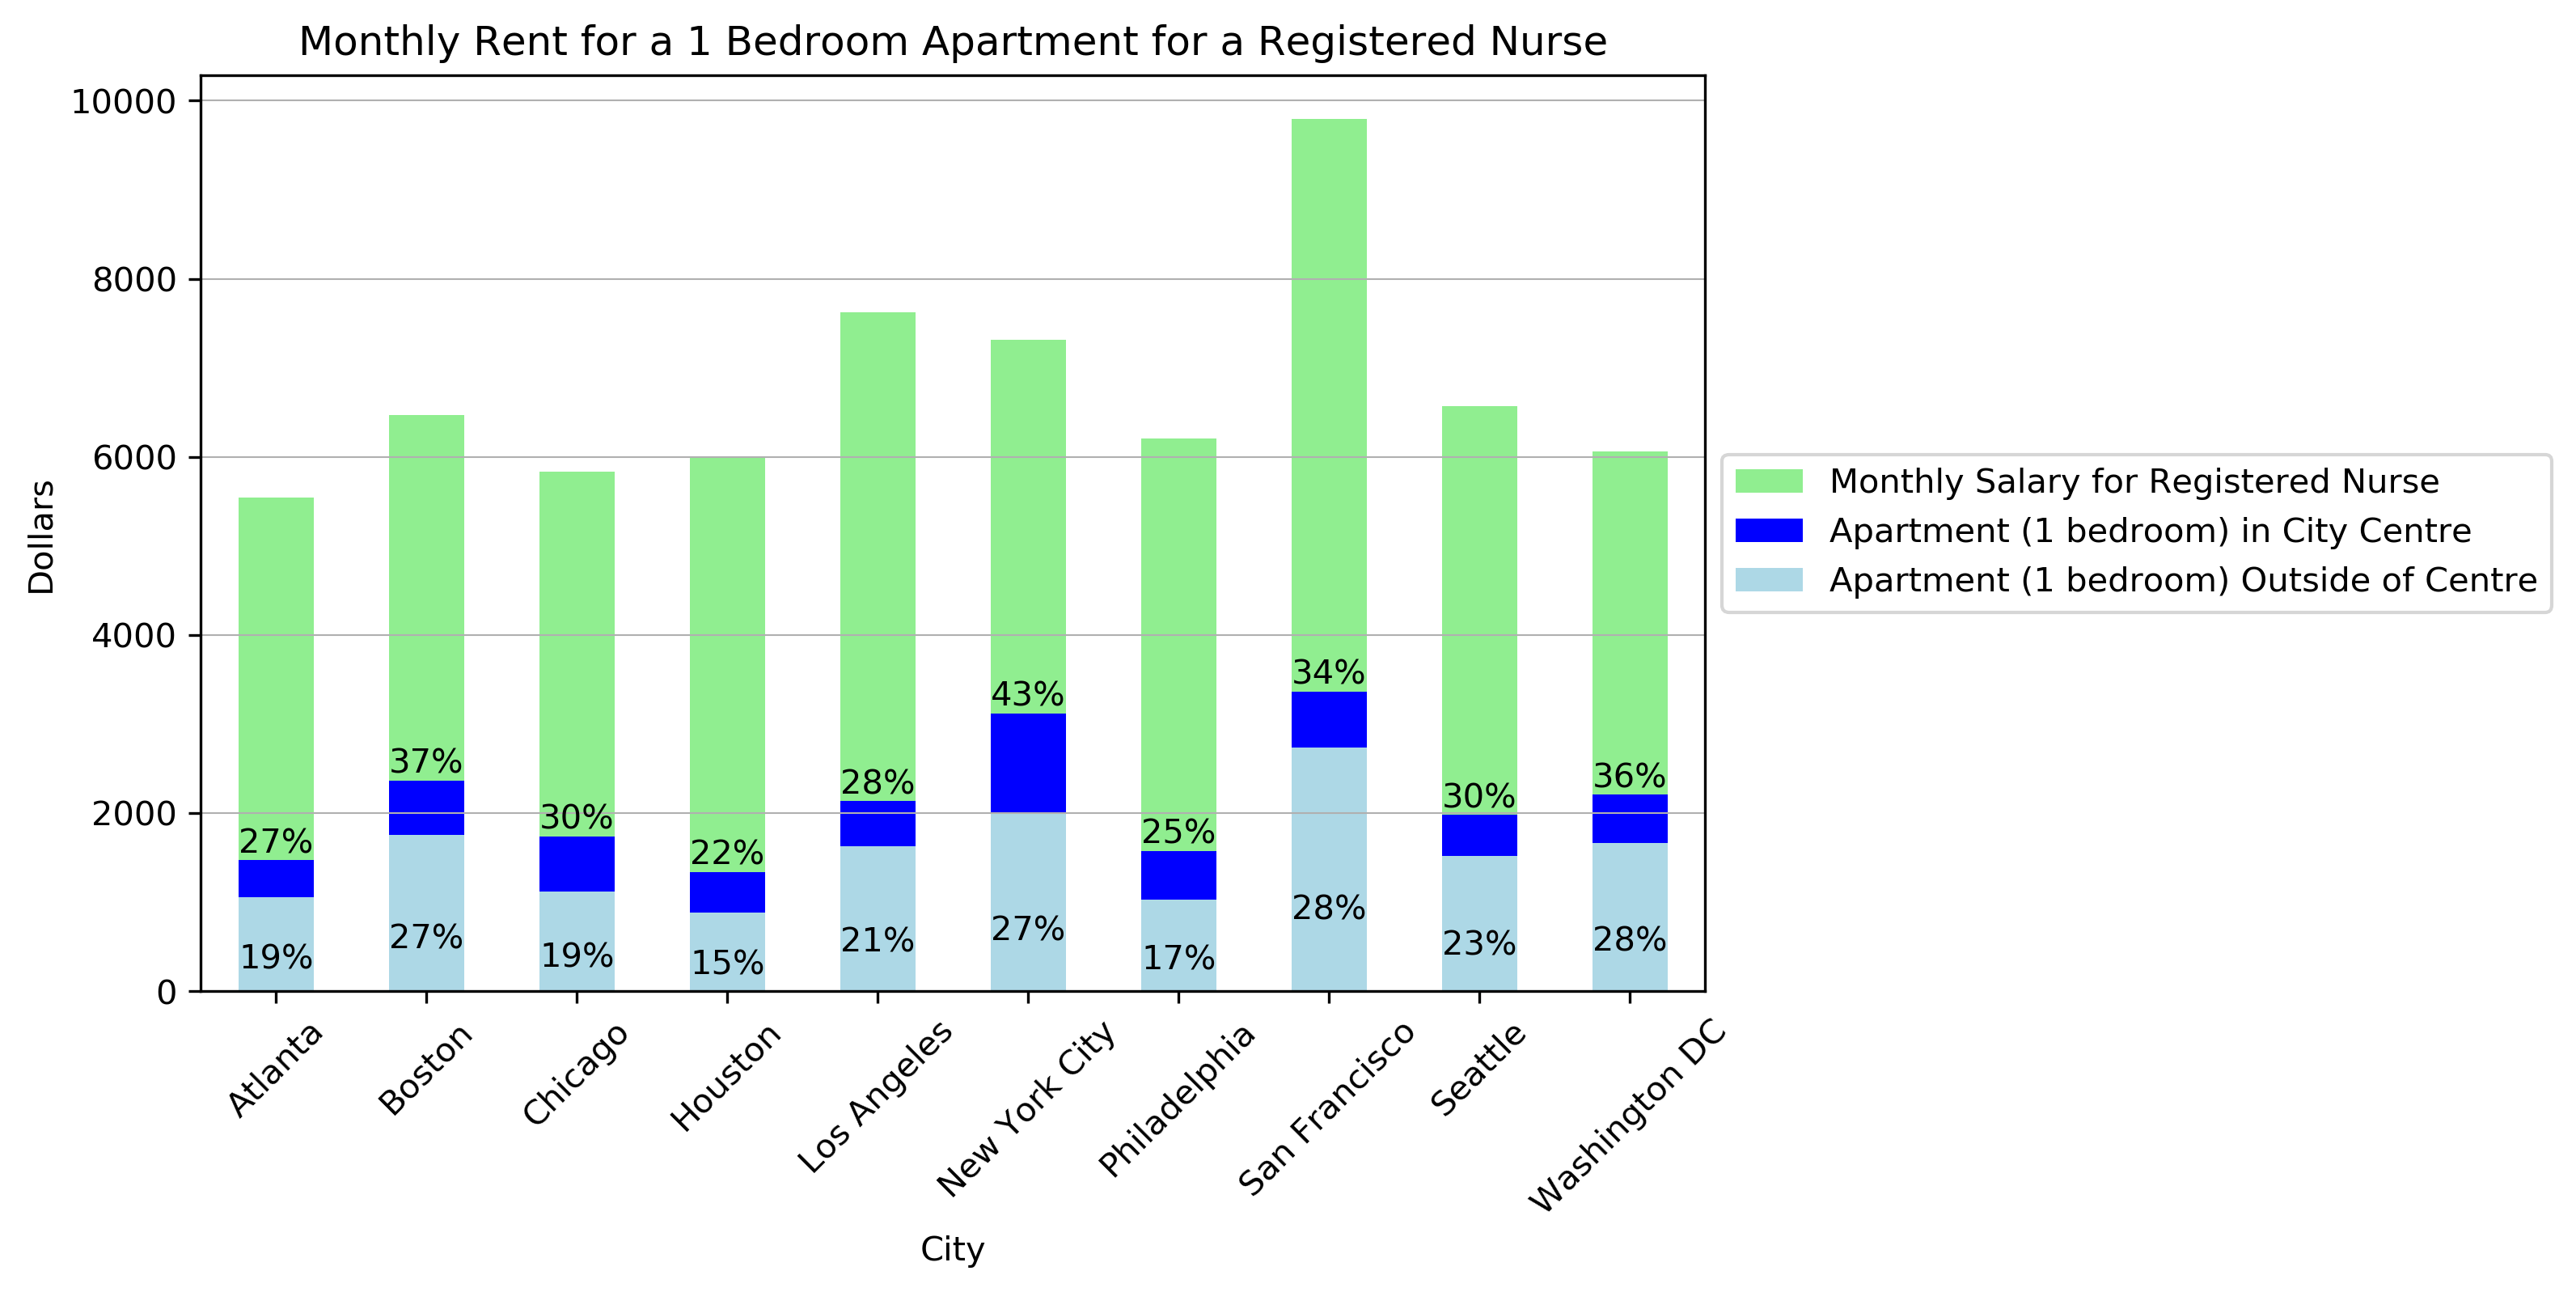 Monthly Rent for a 1 Bedroom Apartment for a Registered Nurse
Dollars
10000
8000
6000
4000
2000
0
27%
37%
30%
22%
28%
43%
25%
34%
30%
36%
19%
27%
19%
15%
21%
27%
17%
28%
23%
28%
Atlanta
Boston
Chicago
Houston
Los Angeles
New York City
Philadelphia
San Francisco
Seattle
Washington DC
City
Monthly Salary for Registered Nurse
Apartment (1 bedroom) in City Centre
Apartment (1 bedroom) Outside of Centre